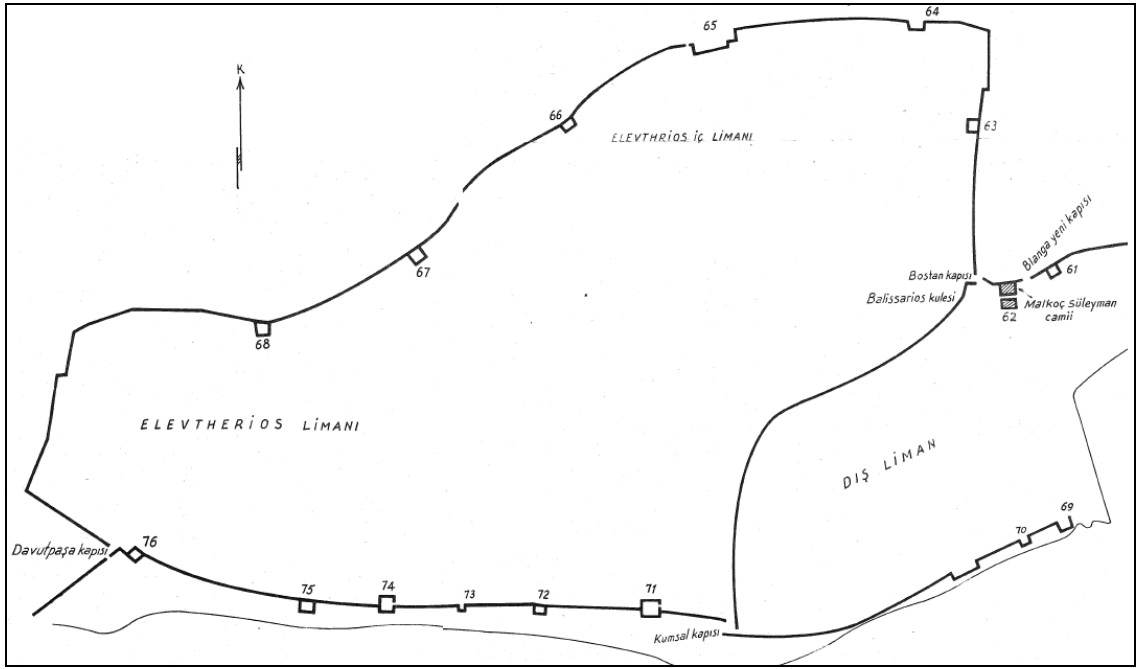 64
65
K
66
ELEVTHRIOS iÇ LİMANI
63
Blanga yeni kapısı
67
61
Bostan kapısı
Balissarios kulesi
Malkoç Süleyman
camii
62
68
ELEVTHERIOS LİMANI
DIŞ LİMAN
69
70
76
Davutpaşa kapısı
75
74
73
72
71
Kumsal kapısı